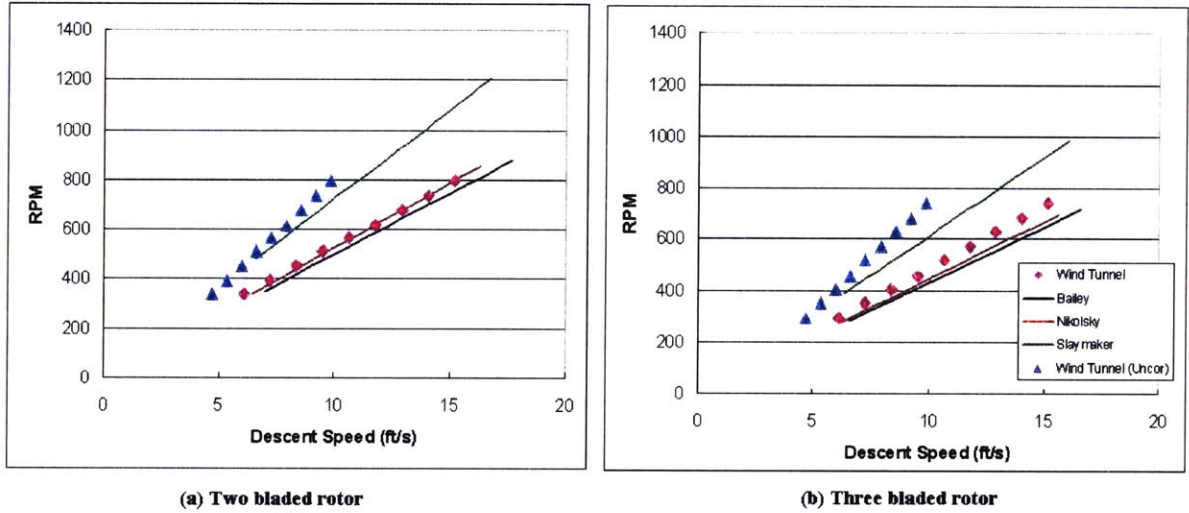 1400
1200
1000
800
600
400
200
0
RPM
0 5 10 15 20
Descent Speed (ft/s)
(a) Two bladed rotor
1400
1200
1000
800
600
400
200
0
RPM
0 5 10 15 20
Descent Speed (ft/s)
Wind Tunnel
Bailey
Nikolsky
Slaymaker
Wind Tunnel (Uncor)
(b) Three bladed rotor